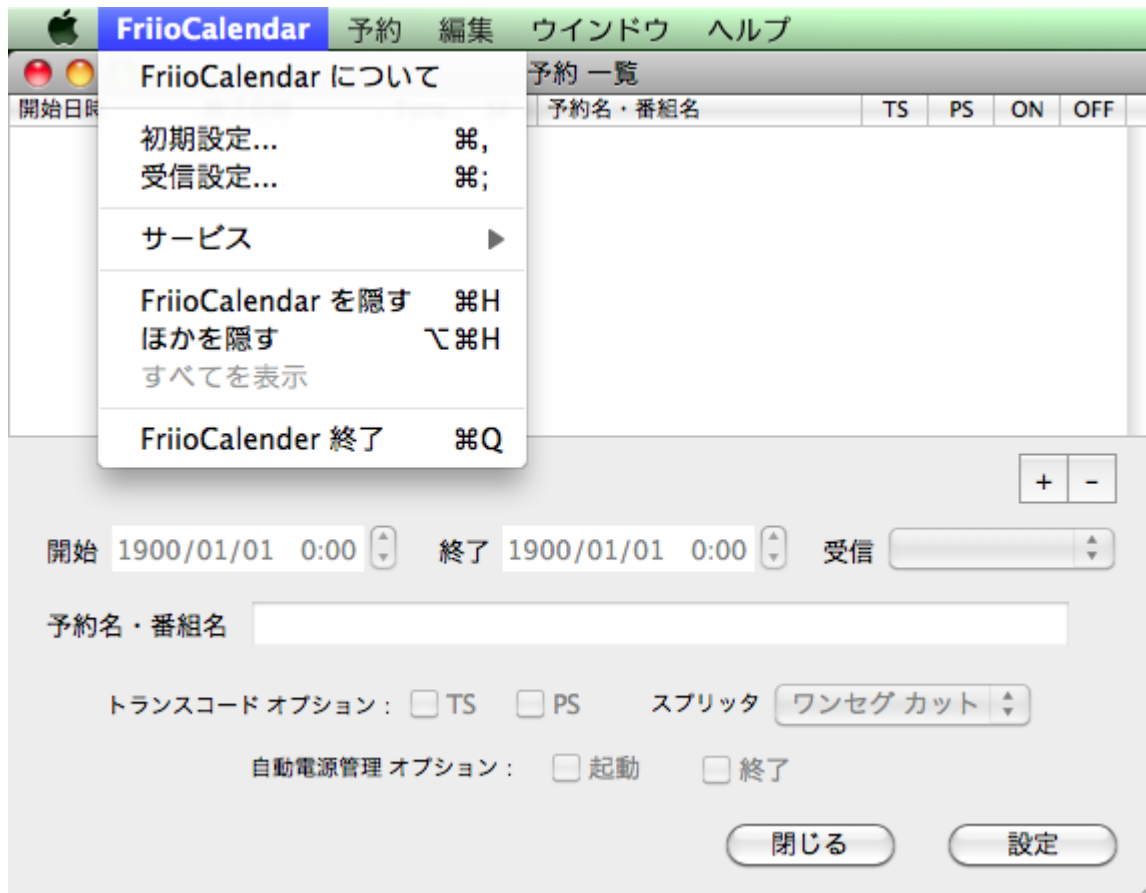 FriioCalendar 予約 編集 ウインドウ ヘルプ
FriioCalendar について
予約 一覧
開始日時
予約名・番組名 TS PS ON OFF
初期設定... ⌘,
受信設定... ⌘;
サービス ▶
FriioCalendar を隠す ⌘H
ほかを隠す ⌥⌘H
すべてを表示
FriioCalender 終了 ⌘Q
+ -
開始 1900/01/01 0:00 終了 1900/01/01 0:00 受信
予約名・番組名
トランスコード オプション : TS PS スプリッタ ワンセグ カット
自動電源管理 オプション : 起動 終了
閉じる 設定